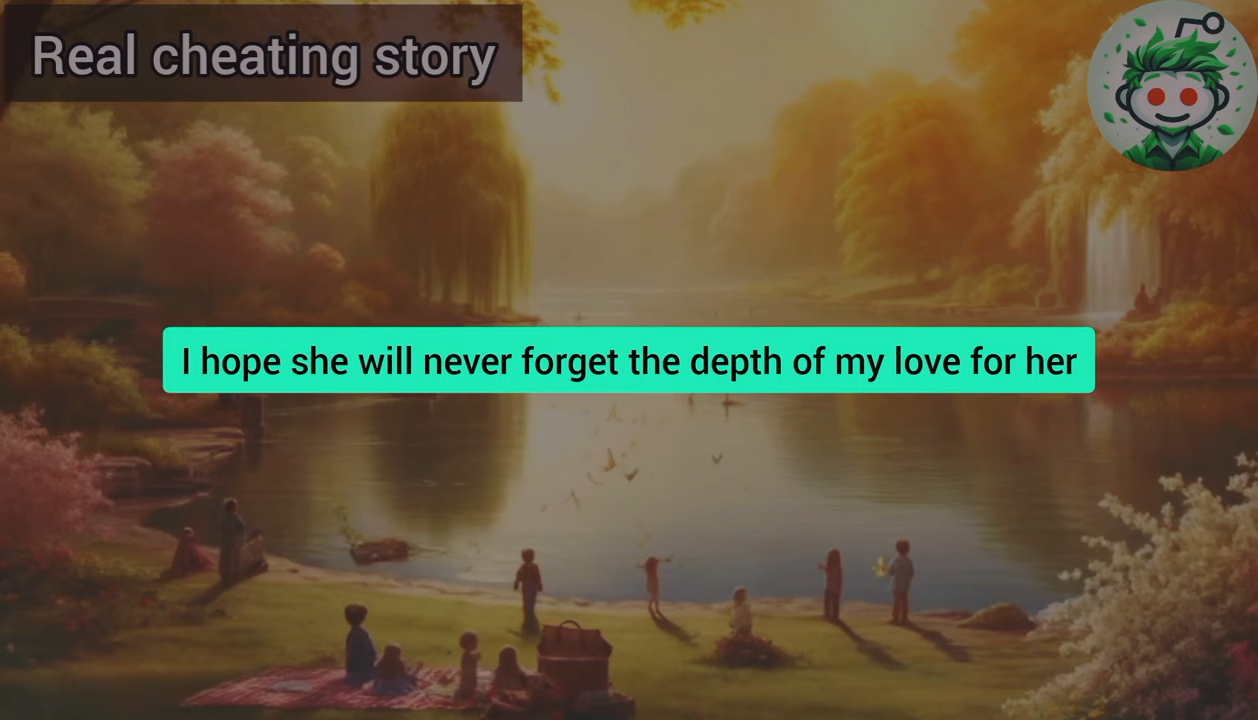 Real cheating story
I hope she will never forget the depth of my love for her